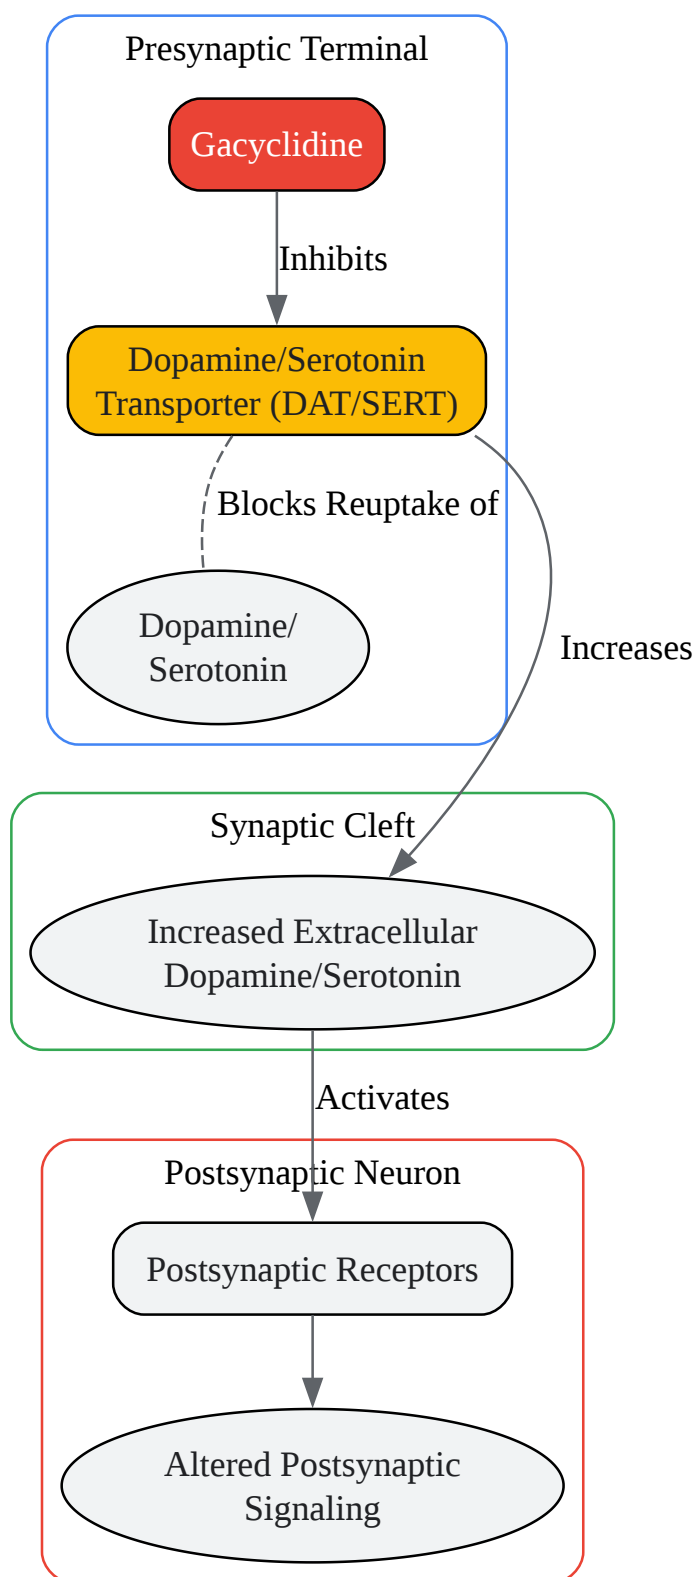 Presynaptic Terminal
Gacyclidine
Inhibits
Dopamine/Serotonin
Transporter (DAT/SERT)
Blocks Reuptake of
Dopamine/
Serotonin
Increases
Synaptic Cleft
Increased Extracellular
Dopamine/Serotonin
Activates
Postsynaptic Neuron
Postsynaptic Receptors
Altered Postsynaptic
Signaling